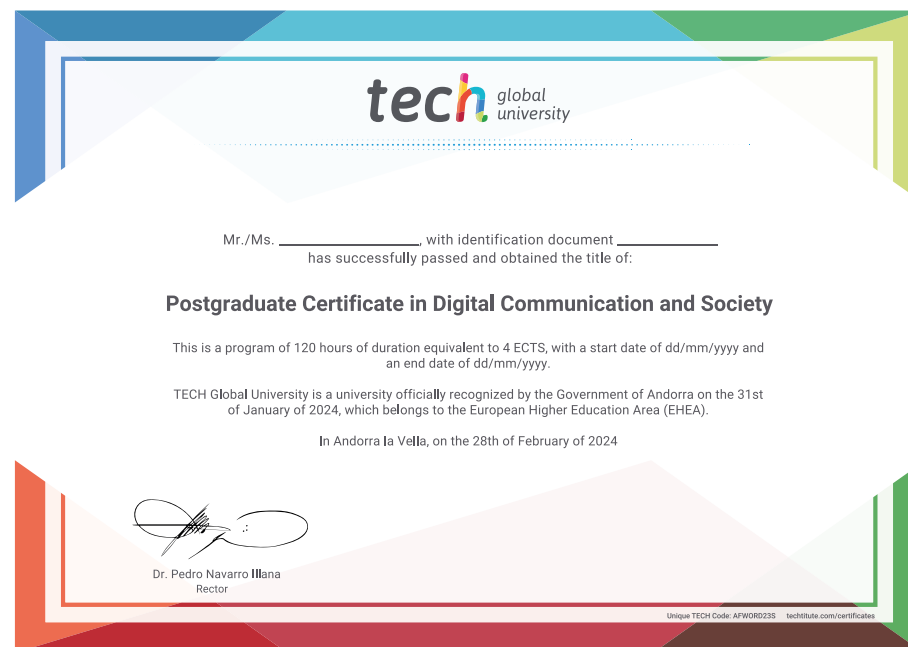 tech global university
Mr./Ms. ____________, with identification document ____________
has successfully passed and obtained the title of:
Postgraduate Certificate in Digital Communication and Society
This is a program of 120 hours of duration equivalent to 4 ECTS, with a start date of dd/mm/yyyy and
an end date of dd/mm/yyyy.
TECH Global University is a university officially recognized by the Government of Andorra on the 31st
of January of 2024, which belongs to the European Higher Education Area (EHEA).
In Andorra la Vella, on the 28th of February of 2024
Dr. Pedro Navarro Illana
Rector
Unique TECH Code: AFWORD23S techtitute.com/certificates